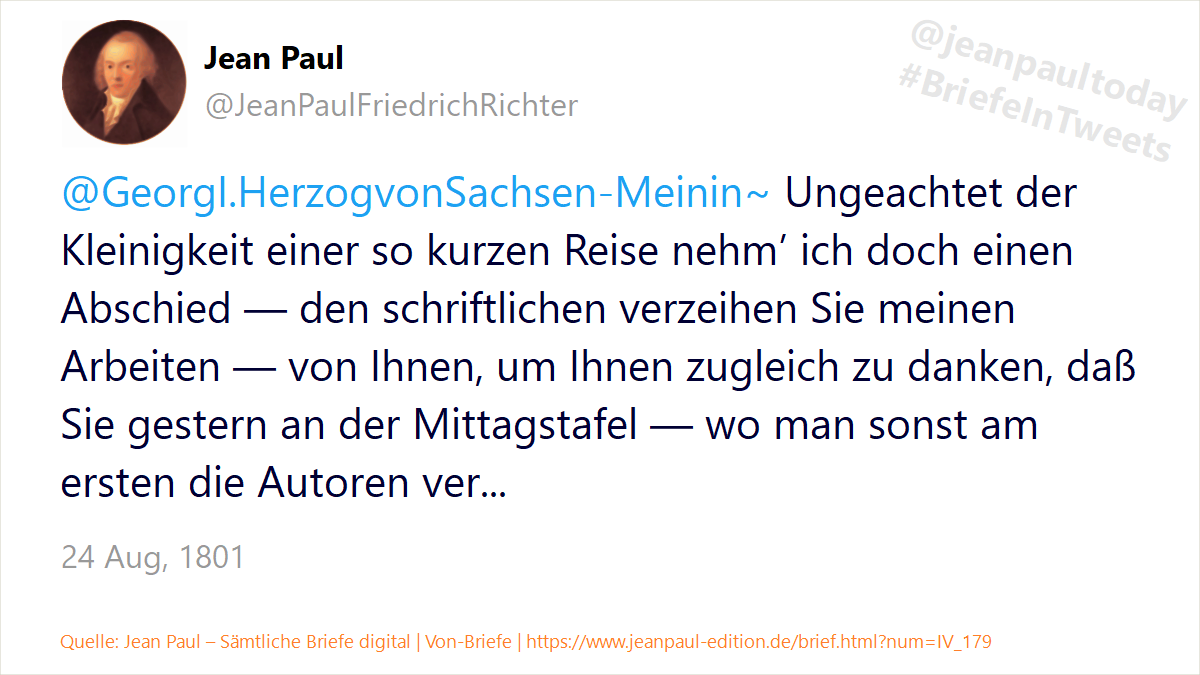 Jean Paul
@JeanPaulFriedrichRichter
@jeanpaultoday
#BriefeInTweets
@GeorgI.HerzogvonSachsen-Meinin~ Ungeachtet der
Kleinigkeit einer so kurzen Reise nehm’ ich doch einen
Abschied — den schriftlichen verzeihen Sie meinen
Arbeiten — von Ihnen, um Ihnen zugleich zu danken, daß
Sie gestern an der Mittagstafel — wo man sonst am
ersten die Autoren ver...
24 Aug, 1801
Quelle: Jean Paul – Sämtliche Briefe digital | Von-Briefe | https://www.jeanpaul-edition.de/brief.html?num=IV_179